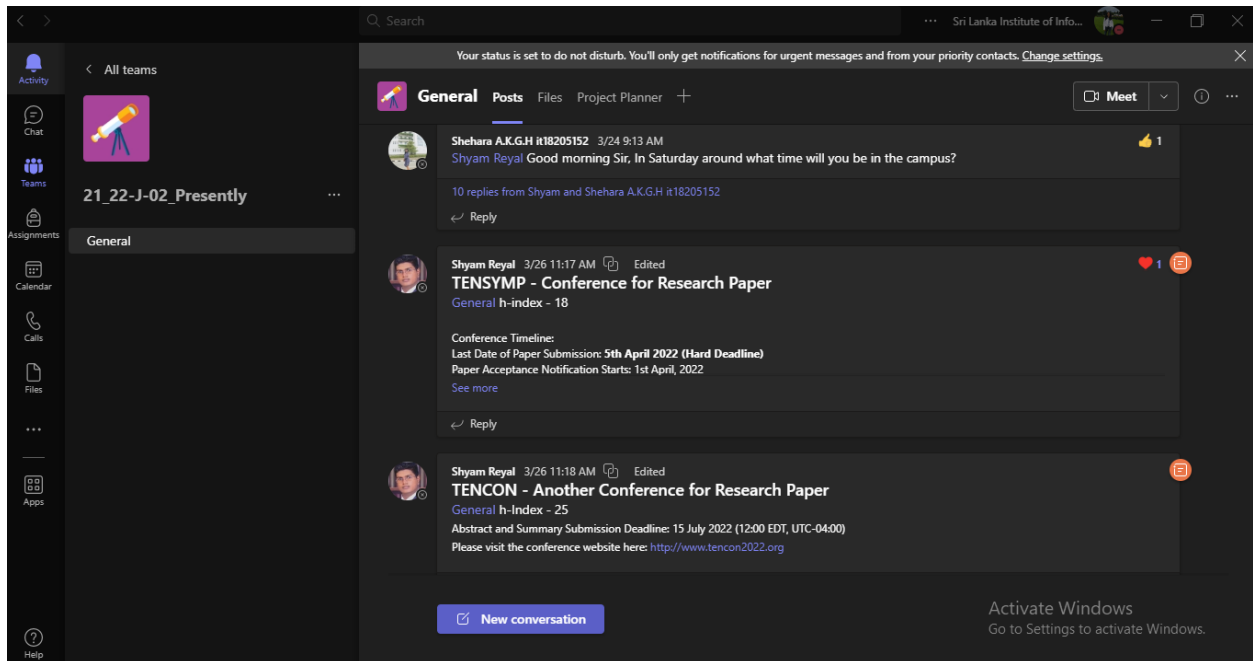 Search
Sri Lanka Institute of Info...
Activity
Chat
Teams
Assignments
Calendar
Calls
Files
Apps
Help
All teams
21_22-J-02_Presently
General
Your status is set to do not disturb. You'll only get notifications for urgent messages and from your priority contacts. Change settings.
General Posts Files Project Planner
Meet
Shehara A.K.G.H it18205152 3/24 9:13 AM
1
Shyam Reyal Good morning Sir, In Saturday around what time will you be in the campus?
10 replies from Shyam and Shehara A.K.G.H it18205152
Reply
Shyam Reyal 3/26 11:17 AM Edited
1
TENSYMP - Conference for Research Paper
General h-index - 18
Conference Timeline:
Last Date of Paper Submission: 5th April 2022 (Hard Deadline)
Paper Acceptance Notification Starts: 1st April, 2022
See more
Reply
Shyam Reyal 3/26 11:18 AM Edited
TENCON - Another Conference for Research Paper
General h-Index - 25
Abstract and Summary Submission Deadline: 15 July 2022 (12:00 EDT, UTC-04:00)
Please visit the conference website here: http://www.tencon2022.org
New conversation
Activate Windows
Go to Settings to activate Windows.